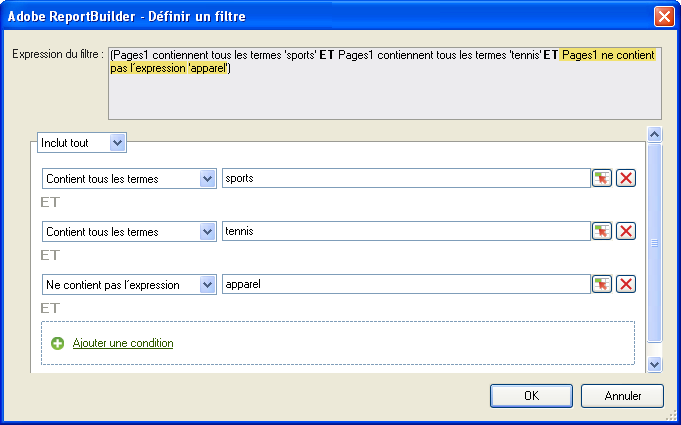 Adobe ReportBuilder - Définir un filtre
Expression du filtre : (Pages1 contiennent tous les termes 'sports' ET Pages1 contiennent tous les termes 'tennis' ET Pages1 ne contient
pas l´expression 'apparel')
Inclut tout
Contient tous les termes sports
ET
Contient tous les termes tennis
ET
Ne contient pas l´expression apparel
ET
Ajouter une condition
OK Annuler